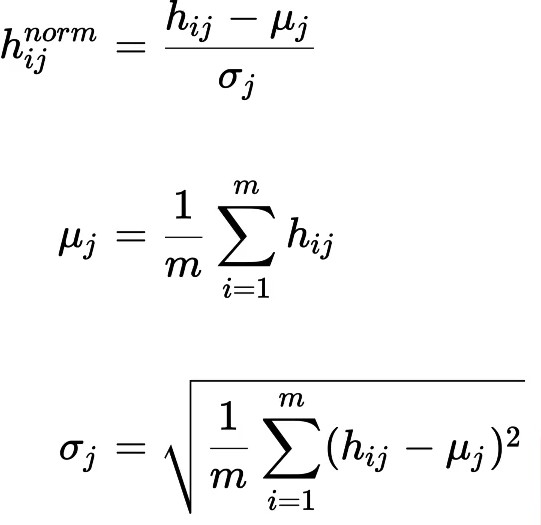 h_{ij}^{norm} = \frac{h_{ij} - \mu_j}{\sigma_j}
\mu_j = \frac{1}{m} \sum_{i=1}^{m} h_{ij}
\sigma_j = \sqrt{\frac{1}{m} \sum_{i=1}^{m} (h_{ij} - \mu_j)^2}